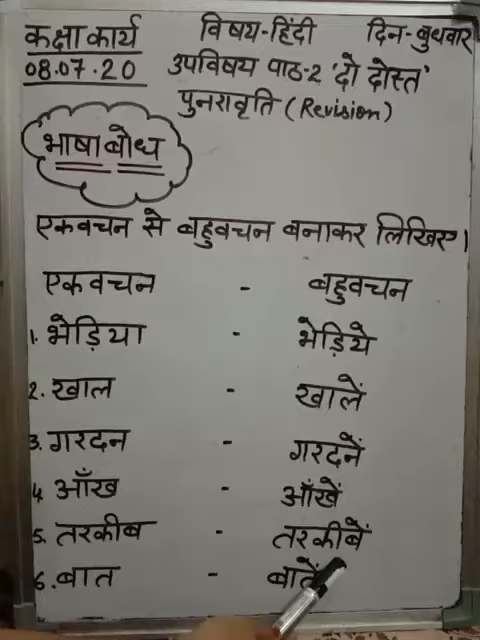 कक्षा कार्य विषय-हिंदी दिन-बुधवार
08.07.20 उपविषय पाठ-2 'दो दोस्त'
पुनरावृति (Revision)
भाषा बोध
एकवचन से बहुवचन बनाकर लिखिए।
एकवचन - बहुवचन
1. भेड़िया - भेड़िये
2. खाल - खालें
3. गरदन - गरदनें
4. आँख - आँखें
5. तरकीब - तरकीबें
6. बात - बातें